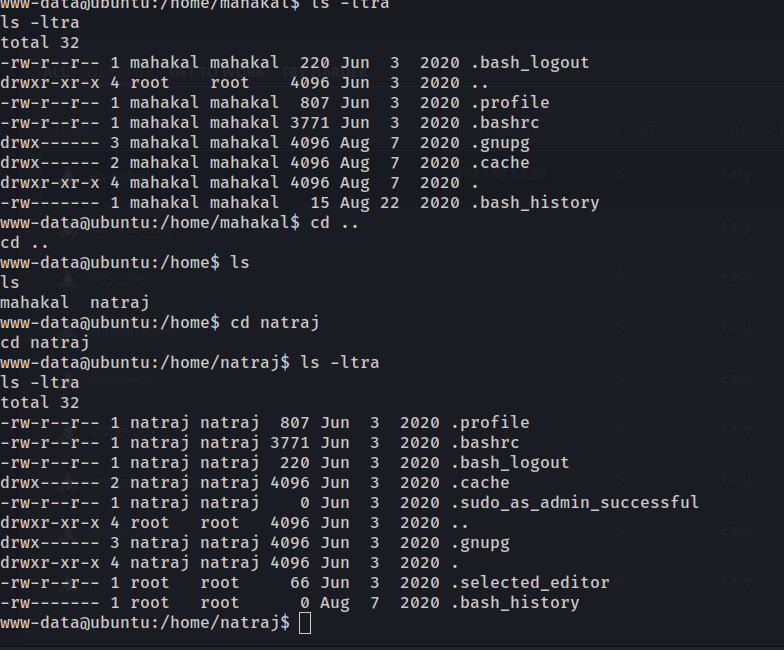 www-data@ubuntu:/home/mahakal$ ls -ltra
ls -ltra
total 32
-rw-r--r-- 1 mahakal mahakal  220 Jun  3  2020 .bash_logout
drwxr-xr-x 4 root    root    4096 Jun  3  2020 ..
-rw-r--r-- 1 mahakal mahakal  807 Jun  3  2020 .profile
-rw-r--r-- 1 mahakal mahakal 3771 Jun  3  2020 .bashrc
drwx------ 3 mahakal mahakal 4096 Aug  7  2020 .gnupg
drwx------ 2 mahakal mahakal 4096 Aug  7  2020 .cache
drwxr-xr-x 4 mahakal mahakal 4096 Aug  7  2020 .
-rw------- 1 mahakal mahakal   15 Aug 22  2020 .bash_history
www-data@ubuntu:/home/mahakal$ cd ..
cd ..
www-data@ubuntu:/home$ ls
ls
mahakal  natraj
www-data@ubuntu:/home$ cd natraj
cd natraj
www-data@ubuntu:/home/natraj$ ls -ltra
ls -ltra
total 32
-rw-r--r-- 1 natraj natraj  807 Jun  3  2020 .profile
-rw-r--r-- 1 natraj natraj 3771 Jun  3  2020 .bashrc
-rw-r--r-- 1 natraj natraj  220 Jun  3  2020 .bash_logout
drwx------ 2 natraj natraj 4096 Jun  3  2020 .cache
-rw-r--r-- 1 natraj natraj    0 Jun  3  2020 .sudo_as_admin_successful
drwxr-xr-x 4 root   root   4096 Jun  3  2020 ..
drwx------ 3 natraj natraj 4096 Jun  3  2020 .gnupg
drwxr-xr-x 4 natraj natraj 4096 Jun  3  2020 .
-rw-r--r-- 1 root   root     66 Jun  3  2020 .selected_editor
-rw------- 1 root   root      0 Aug  7  2020 .bash_history
www-data@ubuntu:/home/natraj$